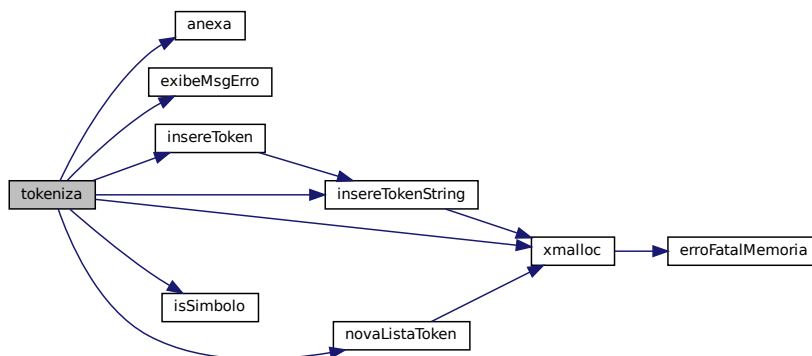 anexa
exibeMsgErro
insereToken
tokeniza
insereTokenString
xmalloc
erroFatalMemoria
isSimbolo
novaListaToken